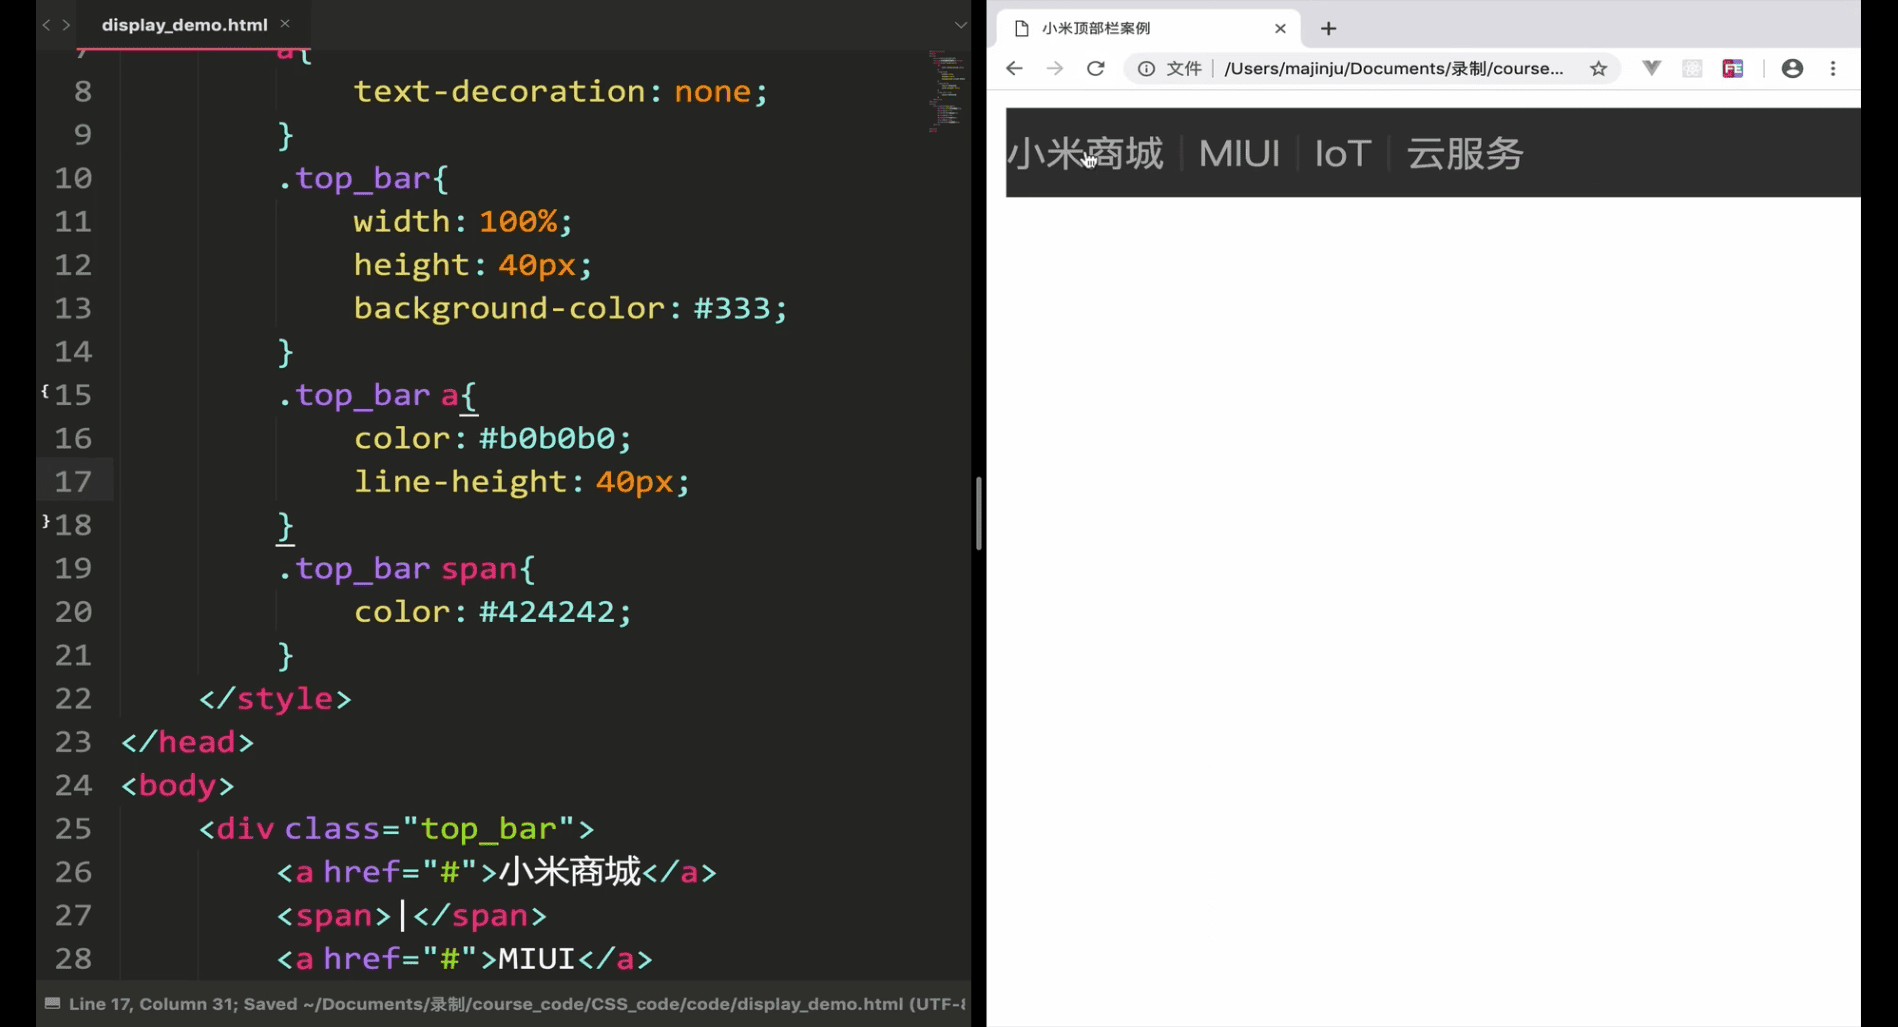 display_demo.html
7 a{
8 text-decoration: none;
9 }
10 .top_bar{
11 width: 100%;
12 height: 40px;
13 background-color: #333;
14 }
15 .top_bar a{
16 color: #b0b0b0;
17 line-height: 40px;
18 }
19 .top_bar span{
20 color: #424242;
21 }
22 </style>
23 </head>
24 <body>
25 <div class="top_bar">
26 <a href="#">小米商城</a>
27 <span>|</span>
28 <a href="#">MIUI</a>
Line 17, Column 31; Saved ~/Documents/录制/course_code/CSS_code/code/display_demo.html (UTF-8
小米顶部栏案例
文件 | /Users/majinju/Documents/录制/course...
FE
小米商城 | MIUI | IoT | 云服务